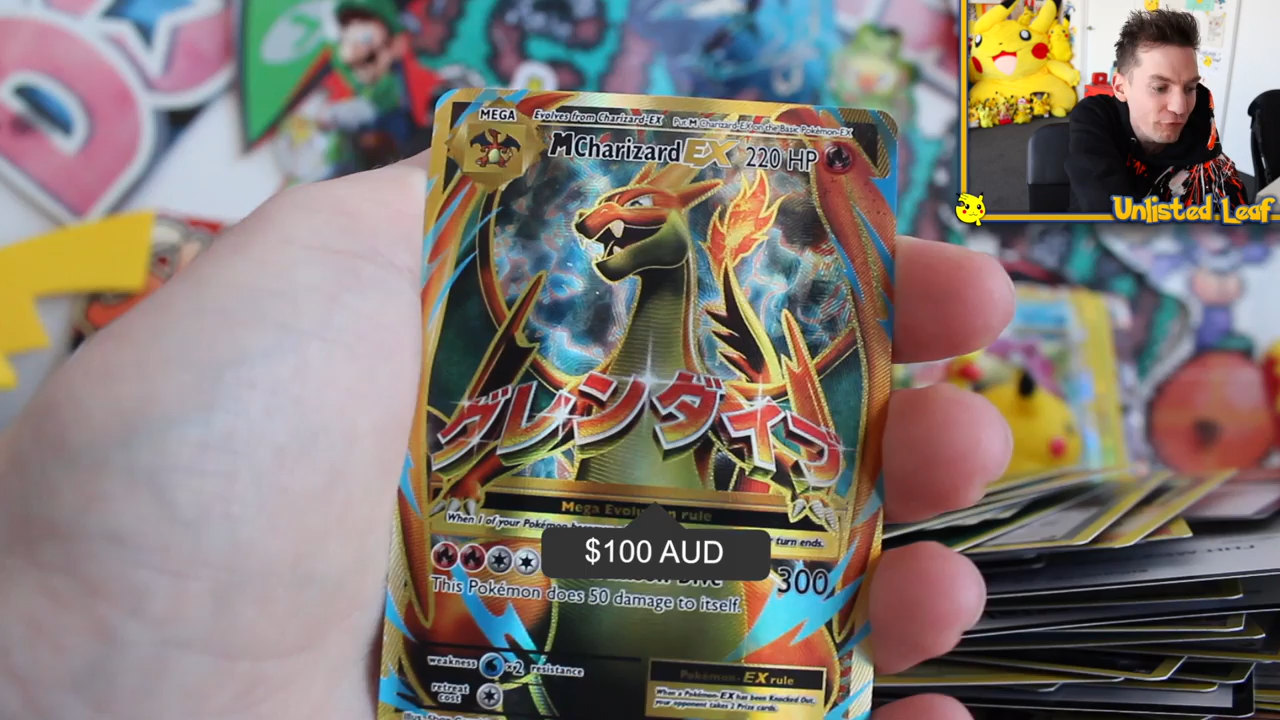 MEGA
Evolves from Charizard-EX
Put M Charizard-EX on the Basic Pokémon-EX
MCharizard EX 220 HP
Unlisted Leaf
グレンダイブ
Mega Evolution rule
When 1 of your Pokémon becomes turn ends.
$100 AUD
Dive 300
This Pokémon does 50 damage to itself.
weakness ×2 resistance
retreat cost
Pokémon-EX rule
When a Pokémon-EX has been Knocked Out, your opponent takes 2 Prize cards.
Illus.